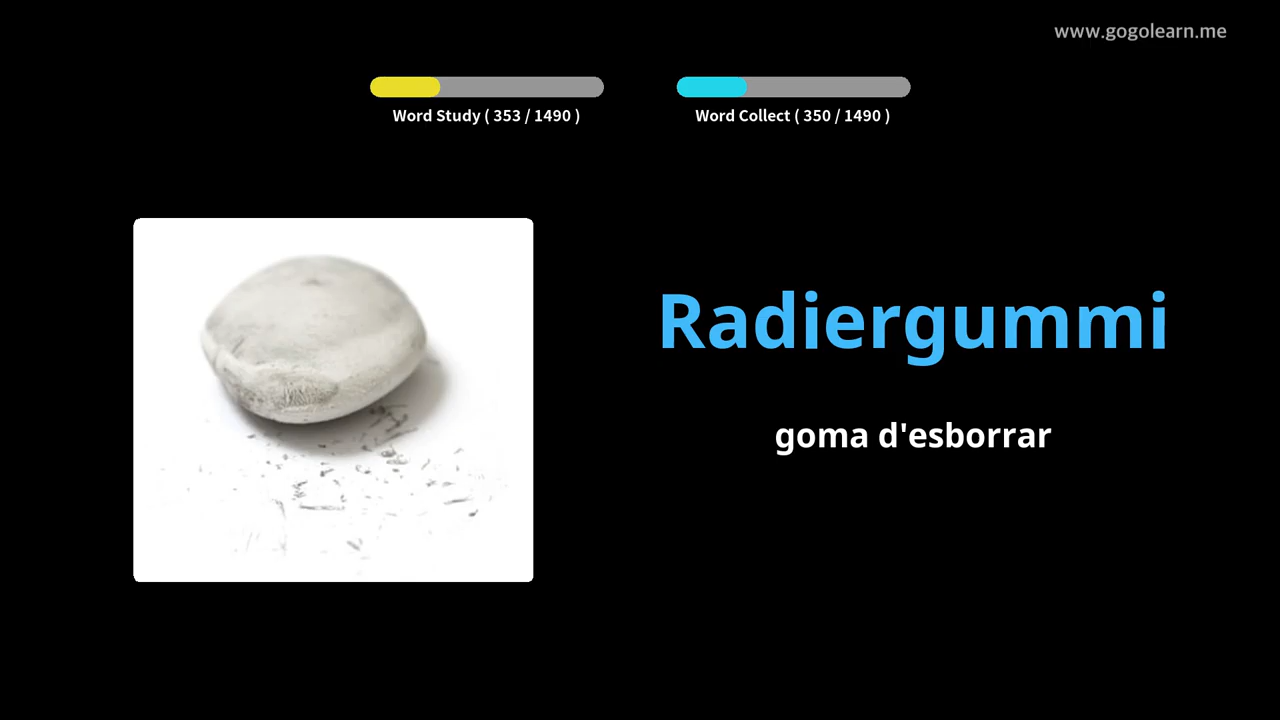 www.gogolearn.me
Word Study ( 353 / 1490 )
Word Collect ( 350 / 1490 )
Radiergummi
goma d'esborrar